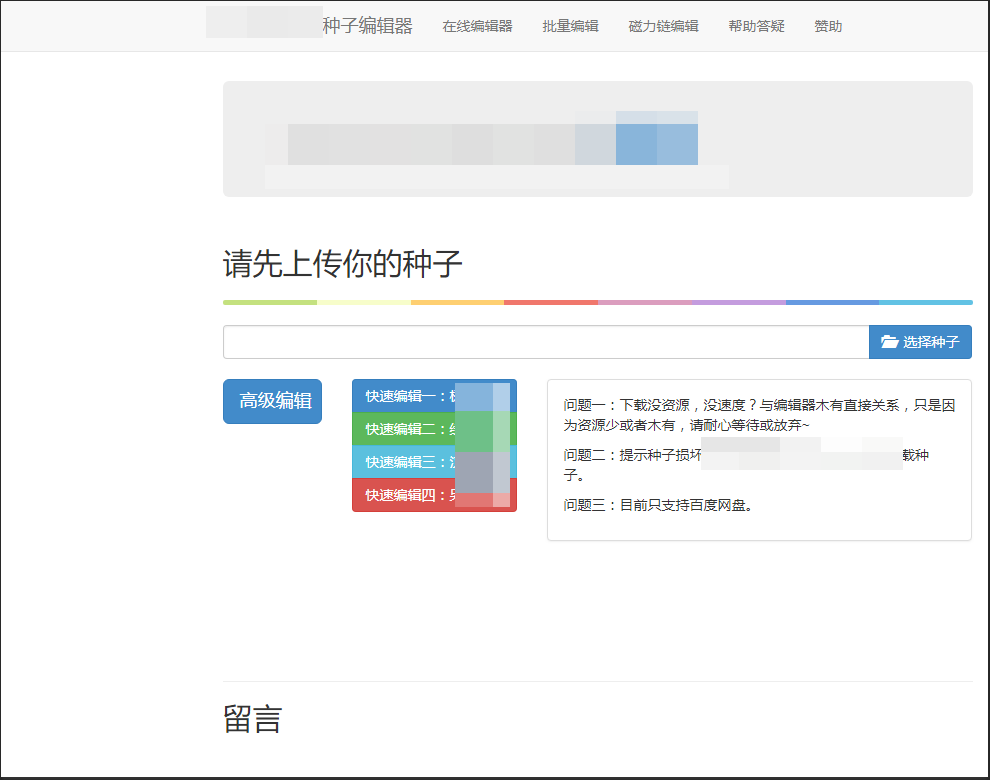 种子编辑器 在线编辑器 批量编辑 磁力链编辑 帮助答疑 赞助
请先上传你的种子
选择种子
高级编辑
快速编辑一：
快速编辑二：
快速编辑三：
快速编辑四：
问题一：下载没资源，没速度？与编辑器木有直接关系，只是因
为资源少或者木有，请耐心等待或放弃~
问题二：提示种子损坏 载种
子。
问题三：目前只支持百度网盘。
留言